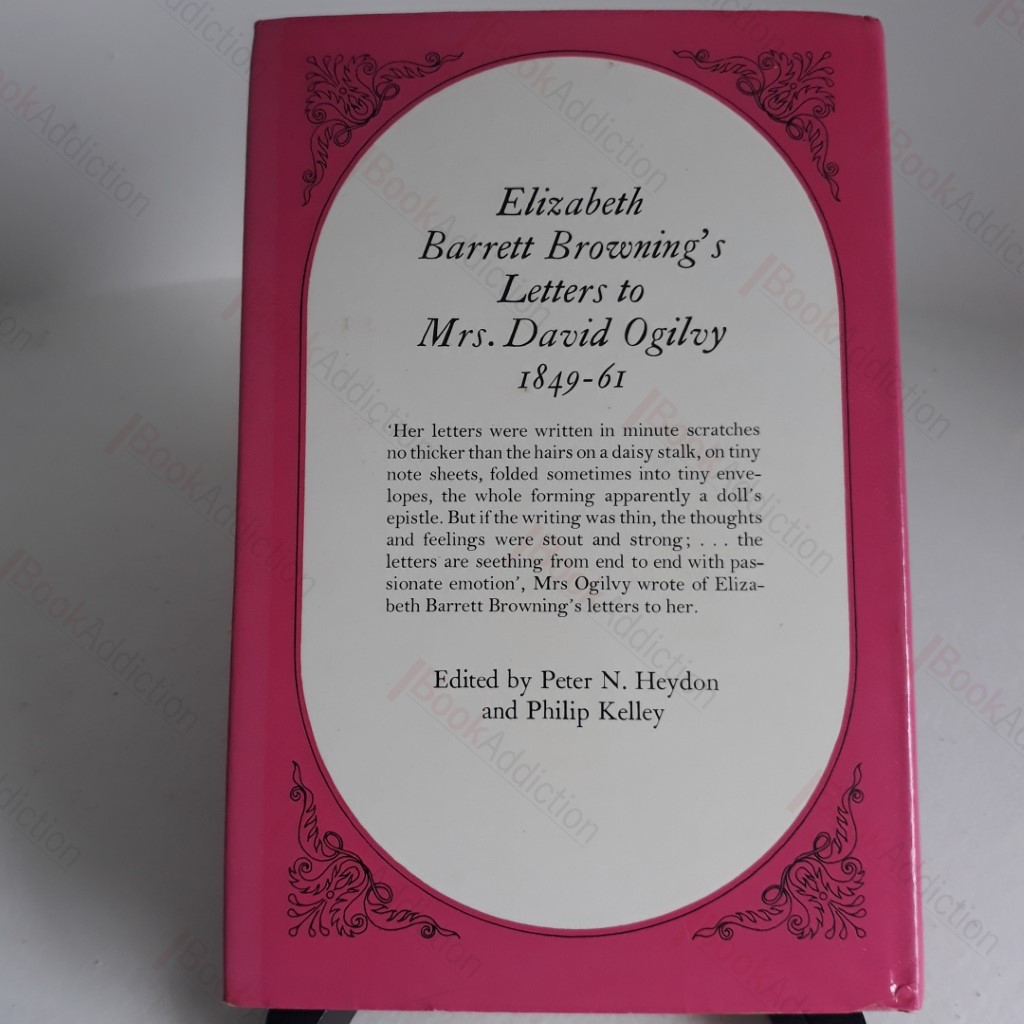 Elizabeth
Barrett Browning's
Letters to
Mrs. David Ogilvy
1849-61
'Her letters were written in minute scratches
no thicker than the hairs on a daisy stalk, on tiny
note sheets, folded sometimes into tiny enve-
lopes, the whole forming apparently a doll's
epistle. But if the writing was thin, the thoughts
and feelings were stout and strong; . . . the
letters are seething from end to end with pas-
sionate emotion', Mrs Ogilvy wrote of Eliza-
beth Barrett Browning's letters to her.
Edited by Peter N. Heydon
and Philip Kelley
BookAddiction